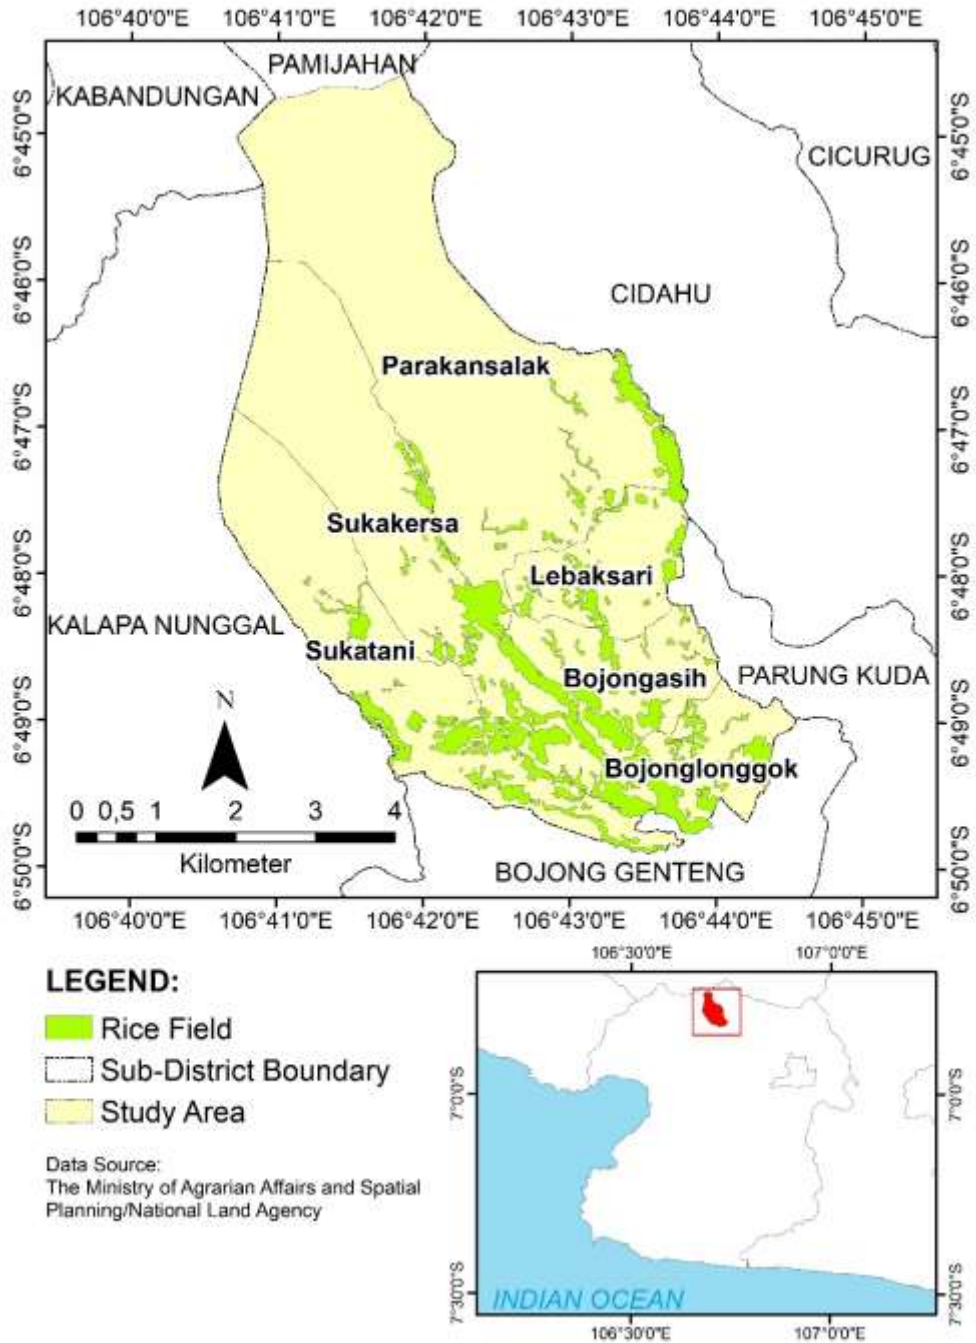 106°40'0"E 106°41'0"E 106°42'0"E 106°43'0"E 106°44'0"E 106°45'0"E
PAMIJAHAN
KABANDUNGAN
6°45'0"S
6°45'0"S
CICURUG
6°46'0"S
6°46'0"S
CIDAHU
Parakansalak
6°47'0"S
6°47'0"S
Sukakersa
Lebaksari
6°48'0"S
6°48'0"S
KALAPA NUNGGAL
Sukatani
Bojongasih
PARUNG KUDA
N
6°49'0"S
6°49'0"S
Bojonglonggok
0 0,5 1 2 3 4
Kilometer
BOJONG GENTENG
6°50'0"S
6°50'0"S
106°40'0"E 106°41'0"E 106°42'0"E 106°43'0"E 106°44'0"E 106°45'0"E
LEGEND:
Rice Field
Sub-District Boundary
Study Area
Data Source:
The Ministry of Agrarian Affairs and Spatial
Planning/National Land Agency
106°30'0"E 107°0'0"E
7°0'0"S
7°0'0"S
7°30'0"S
7°30'0"S
INDIAN OCEAN
106°30'0"E 107°0'0"E